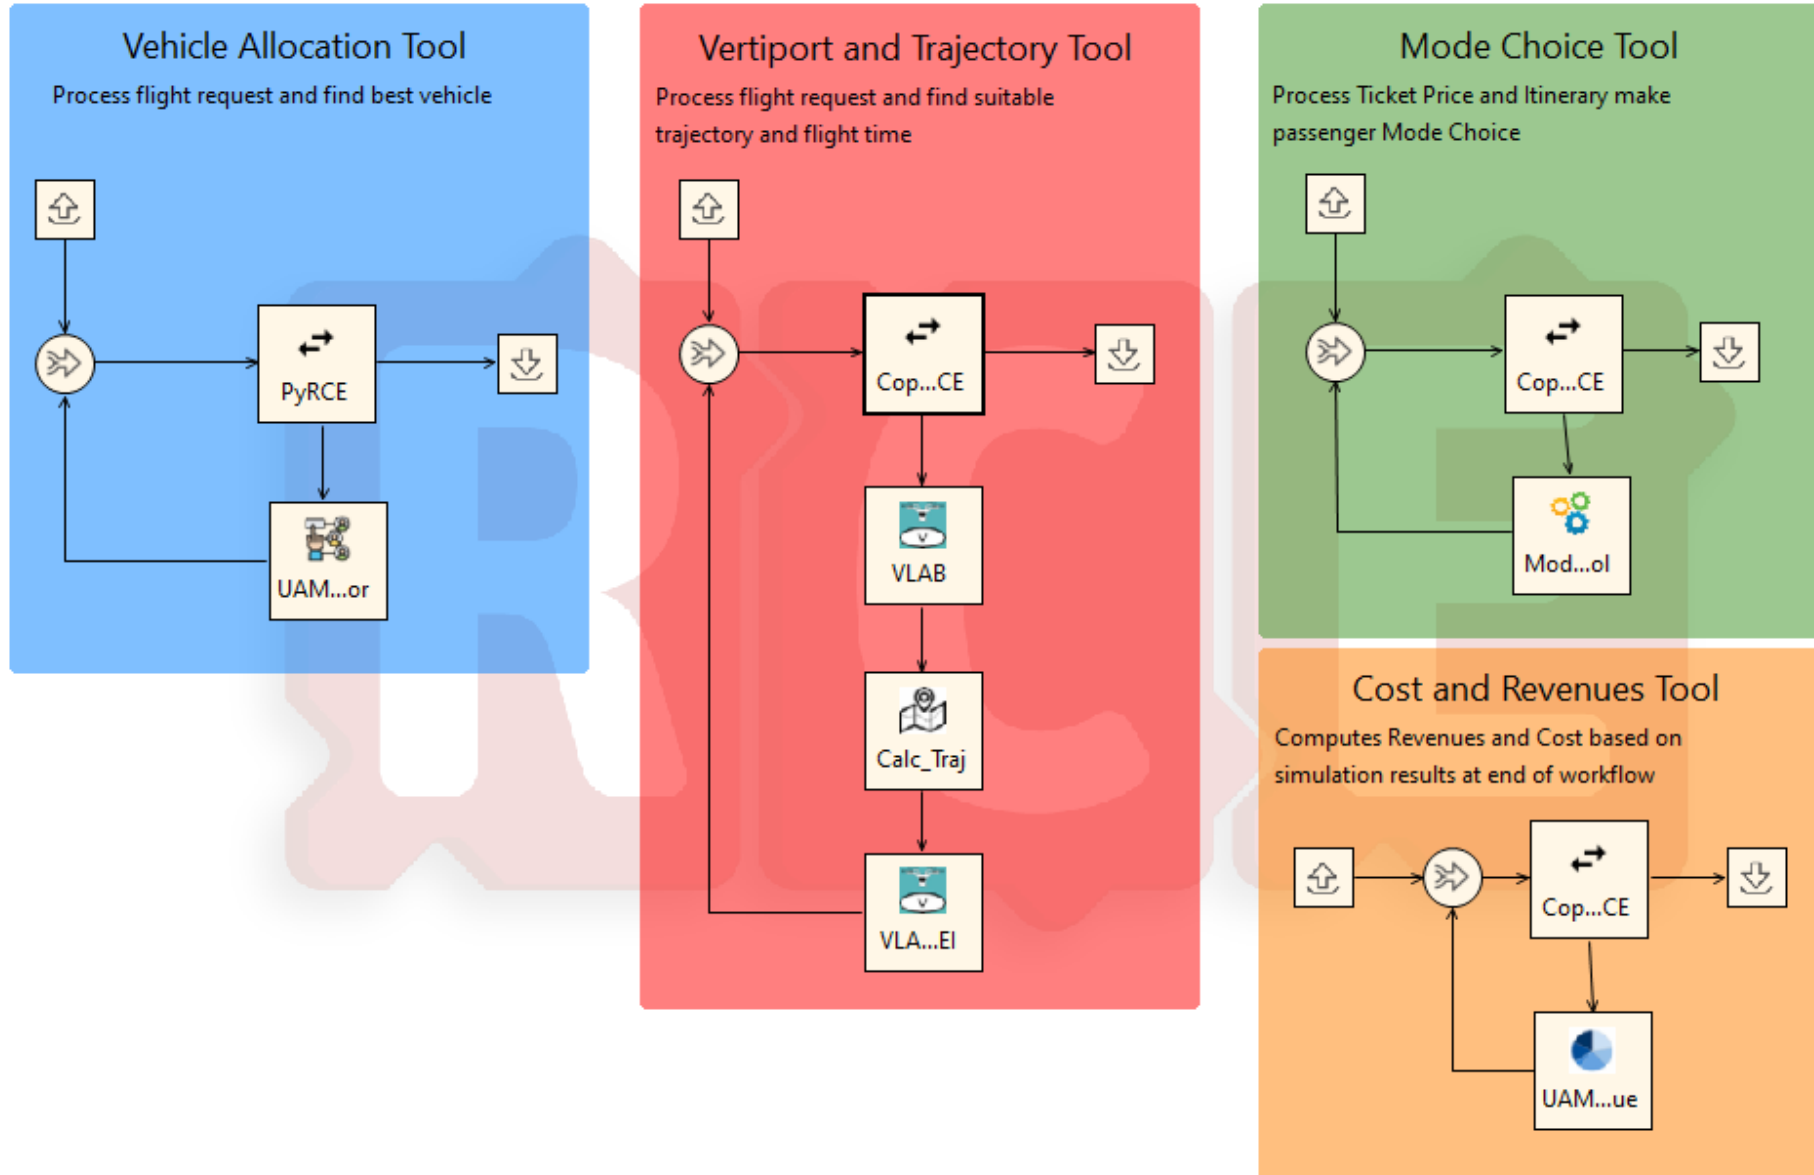 Vehicle Allocation Tool
Process flight request and find best vehicle
PyRCE
UAM...or
Vertiport and Trajectory Tool
Process flight request and find suitable
trajectory and flight time
Cop...CE
VLAB
Calc_Traj
VLA...EI
Mode Choice Tool
Process Ticket Price and Itinerary make
passenger Mode Choice
Cop...CE
Mod...ol
Cost and Revenues Tool
Computes Revenues and Cost based on
simulation results at end of workflow
Cop...CE
UAM...ue
RCE